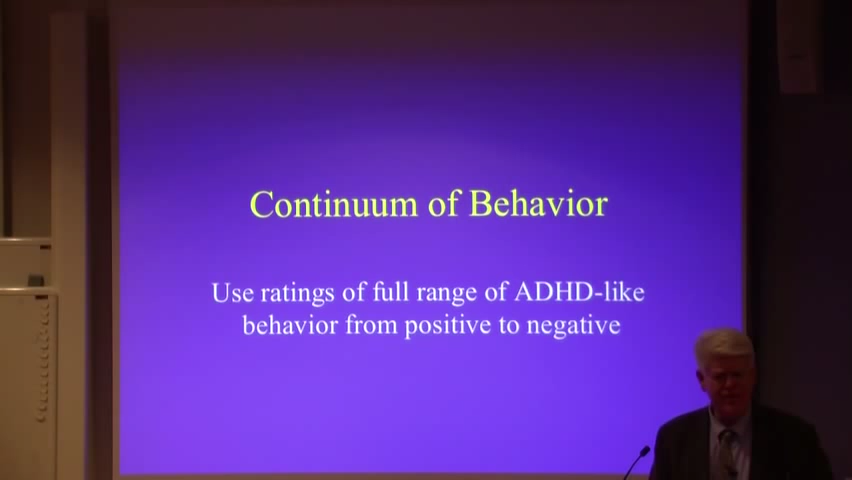 Continuum of Behavior
Use ratings of full range of ADHD-like
behavior from positive to negative